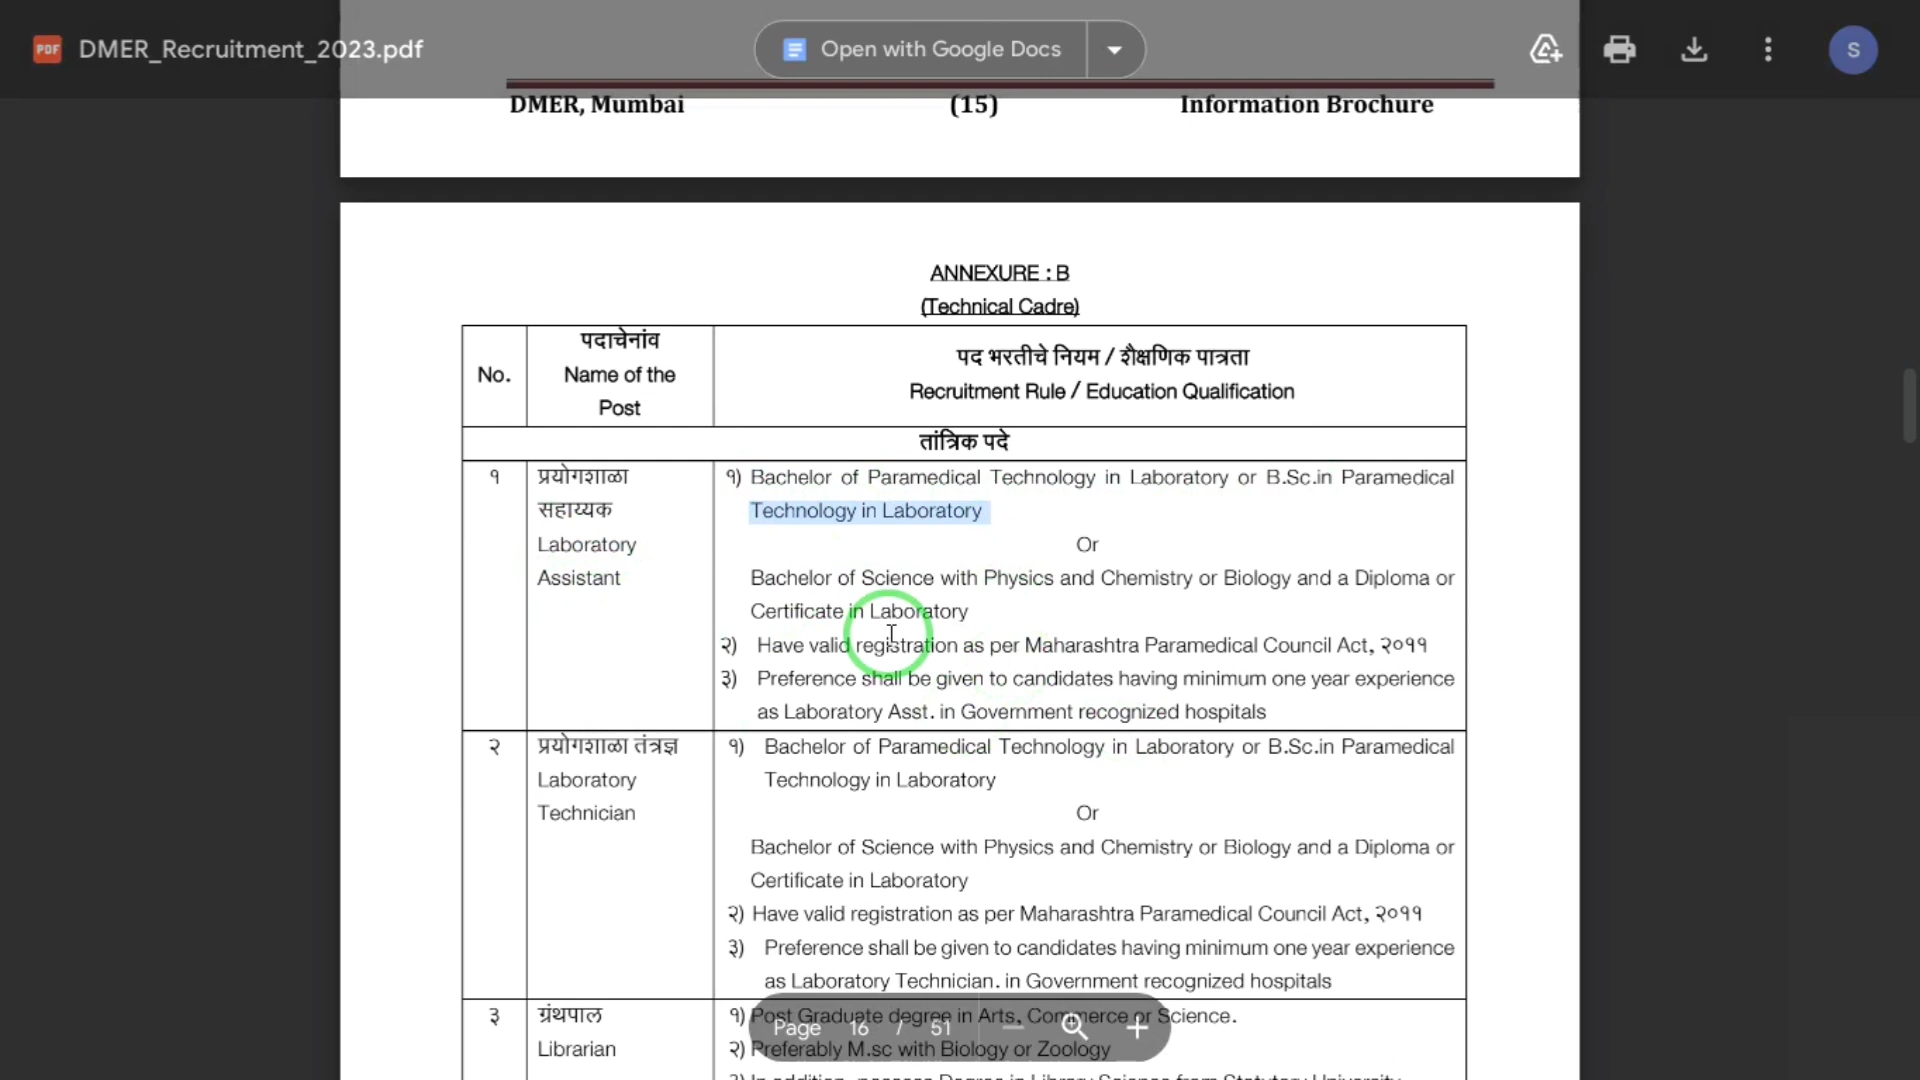 PDF DMER_Recruitment_2023.pdf Open with Google Docs S
DMER, Mumbai (15) Information Brochure
ANNEXURE : B
(Technical Cadre)
No.
पदाचेनांव
Name of the
Post
पद भरतीचे नियम / शैक्षणिक पात्रता
Recruitment Rule / Education Qualification
तांत्रिक पदे
१
प्रयोगशाळा
सहाय्यक
Laboratory
Assistant
१) Bachelor of Paramedical Technology in Laboratory or B.Sc.in Paramedical
Technology in Laboratory
Or
Bachelor of Science with Physics and Chemistry or Biology and a Diploma or
Certificate in Laboratory
२) Have valid registration as per Maharashtra Paramedical Council Act, २०११
३) Preference shall be given to candidates having minimum one year experience
as Laboratory Asst. in Government recognized hospitals
२
प्रयोगशाळा तंत्रज्ञ
Laboratory
Technician
१) Bachelor of Paramedical Technology in Laboratory or B.Sc.in Paramedical
Technology in Laboratory
Or
Bachelor of Science with Physics and Chemistry or Biology and a Diploma or
Certificate in Laboratory
२) Have valid registration as per Maharashtra Paramedical Council Act, २०११
३) Preference shall be given to candidates having minimum one year experience
as Laboratory Technician. in Government recognized hospitals
३
ग्रंथपाल
Librarian
१) Post Graduate degree in Arts, Commerce or Science.
२) Preferably M.sc with Biology or Zoology
Page 16 / 51